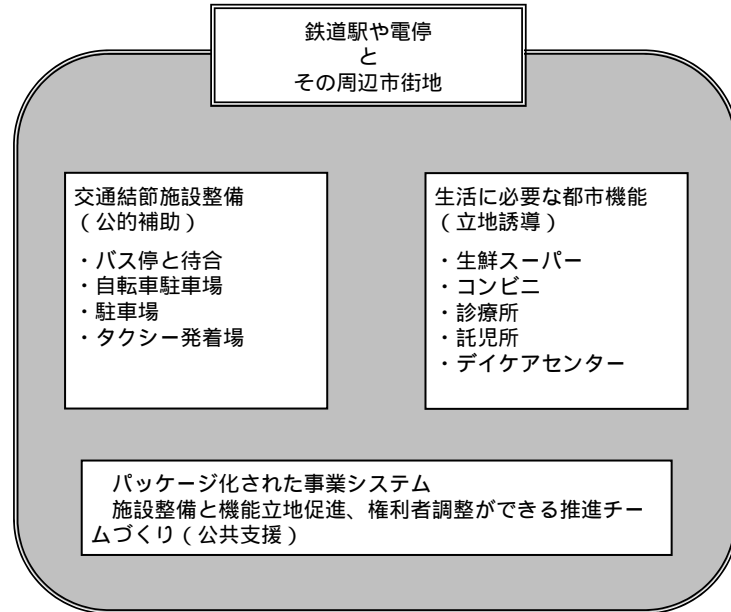 鉄道駅や電停
と
その周辺市街地
交通結節施設整備
（公的補助）
・バス停と待合
・自転車駐車場
・駐車場
・タクシー発着場
生活に必要な都市機能
（立地誘導）
・生鮮スーパー
・コンビニ
・診療所
・託児所
・デイケアセンター
　パッケージ化された事業システム
　施設整備と機能立地促進、権利者調整ができる推進チー
ムづくり（公共支援）